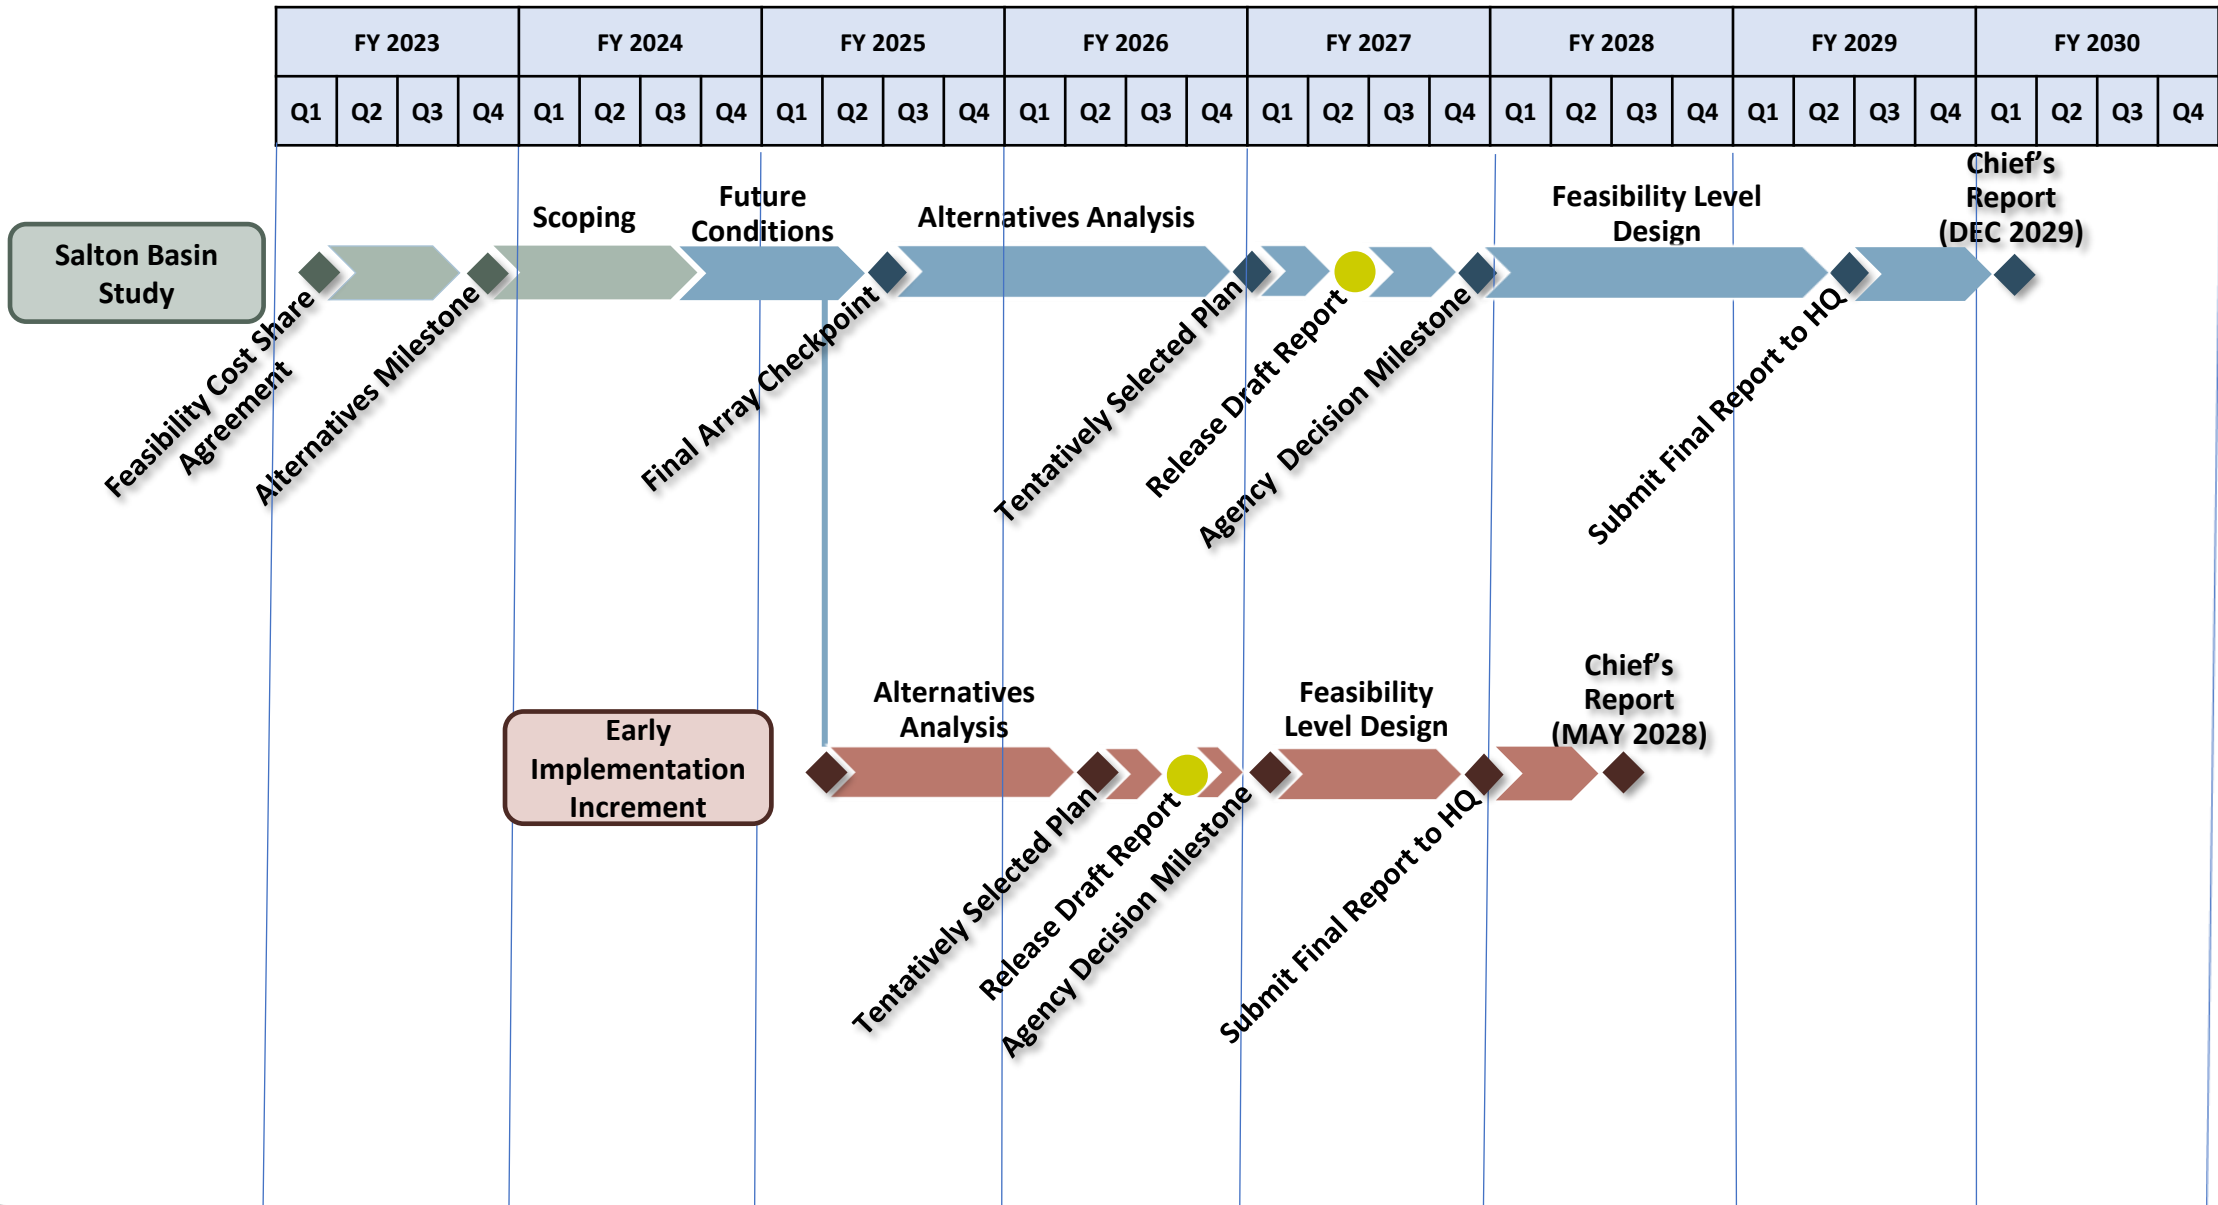 FY 2023 FY 2024 FY 2025 FY 2026 FY 2027 FY 2028 FY 2029 FY 2030
Q1 Q2 Q3 Q4 Q1 Q2 Q3 Q4 Q1 Q2 Q3 Q4 Q1 Q2 Q3 Q4 Q1 Q2 Q3 Q4 Q1 Q2 Q3 Q4 Q1 Q2 Q3 Q4 Q1 Q2 Q3 Q4
Salton Basin
Study
Scoping
Future
Conditions
Alternatives Analysis
Feasibility Level
Design
Chief's
Report
(DEC 2029)
Feasibility Cost Share
Agreement
Alternatives Milestone
Final Array Checkpoint
Tentatively Selected Plan
Release Draft Report
Agency Decision Milestone
Submit Final Report to HQ
Early
Implementation
Increment
Alternatives
Analysis
Feasibility
Level Design
Chief's
Report
(MAY 2028)
Tentatively Selected Plan
Release Draft Report
Agency Decision Milestone
Submit Final Report to HQ